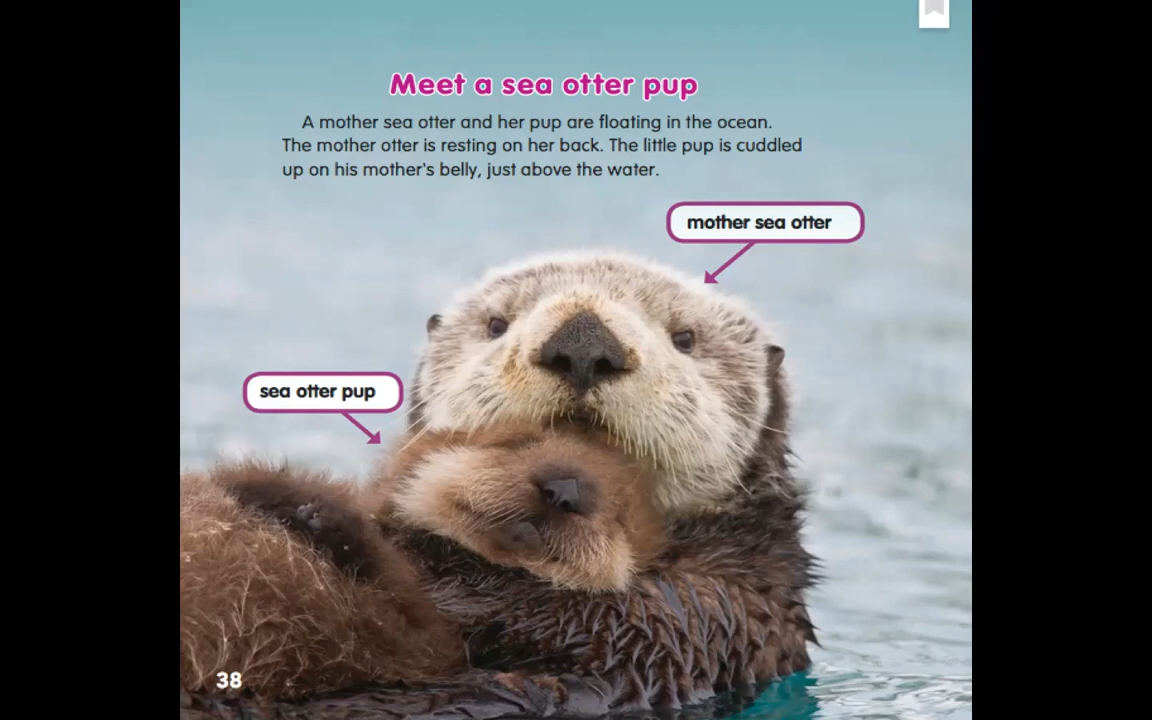 Meet a sea otter pup
A mother sea otter and her pup are floating in the ocean.
The mother otter is resting on her back. The little pup is cuddled
up on his mother's belly, just above the water.
mother sea otter
sea otter pup
38